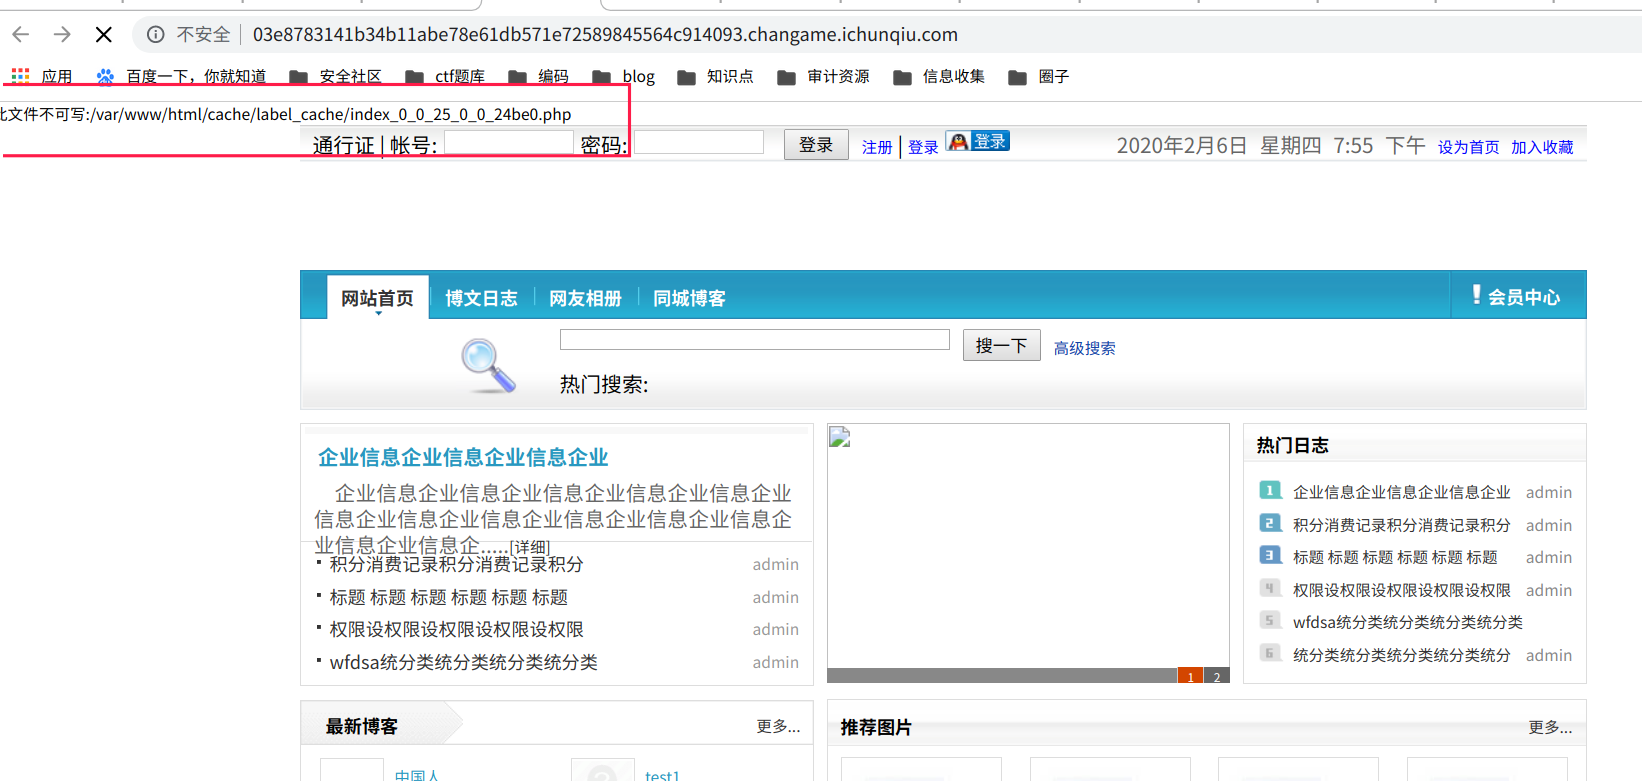 不安全 03e8783141b34b11abe78e61db571e72589845564c914093.changame.ichunqiu.com
应用 百度一下，你就知道 安全社区 ctf题库 编码 blog 知识点 审计资源 信息收集 圈子
此文件不可写:/var/www/html/cache/label_cache/index_0_0_25_0_0_24be0.php
通行证 | 帐号: 密码: 登录 注册 | 登录 登录 2020年2月6日 星期四 7:55 下午 设为首页 加入收藏
网站首页 博文日志 网友相册 同城博客 会员中心
搜一下 高级搜索
热门搜索:
企业信息企业信息企业信息企业
企业信息企业信息企业信息企业信息企业信息企业
信息企业信息企业信息企业信息企业信息企业信息企
业信息企业信息企.....[详细]
积分消费记录积分消费记录积分 admin
标题 标题 标题 标题 标题 标题 admin
权限设权限设权限设权限设权限 admin
wfdsa统分类统分类统分类统分类 admin
1 2
热门日志
1 企业信息企业信息企业信息企业 admin
2 积分消费记录积分消费记录积分 admin
3 标题 标题 标题 标题 标题 标题 admin
4 权限设权限设权限设权限设权限 admin
5 wfdsa统分类统分类统分类统分类
6 统分类统分类统分类统分类统分 admin
最新博客 更多...
推荐图片 更多...
中国人 test1